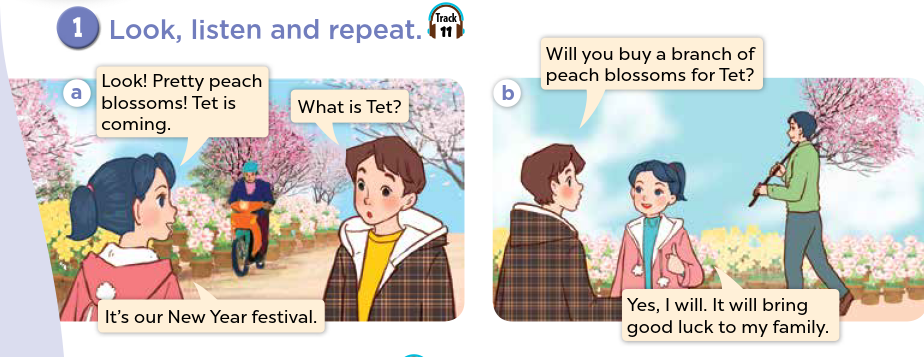 1 Look, listen and repeat.
Track
11
a
Look! Pretty peach
blossoms! Tet is
coming.
What is Tet?
It's our New Year festival.
b
Will you buy a branch of
peach blossoms for Tet?
Yes, I will. It will bring
good luck to my family.